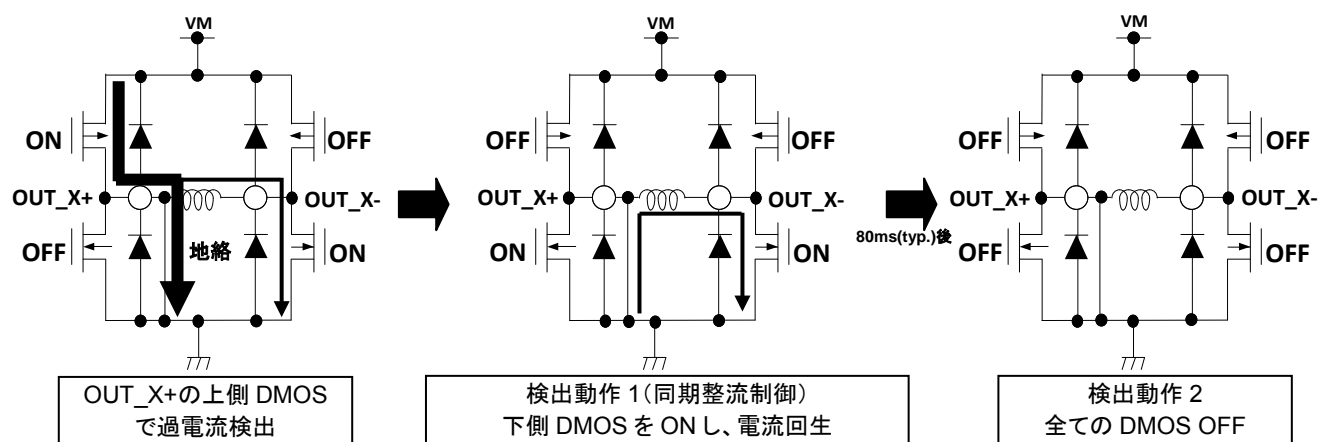 VM
ON
OFF
OUT_X+
OUT_X-
OFF
地絡
ON
OUT_X+の上側 DMOS
で過電流検出
VM
OFF
OFF
OUT_X+
OUT_X-
ON
ON
検出動作 1(同期整流制御)
下側 DMOS を ON し、電流回生
80ms(typ.)後
VM
OFF
OFF
OUT_X+
OUT_X-
OFF
OFF
検出動作 2
全ての DMOS OFF